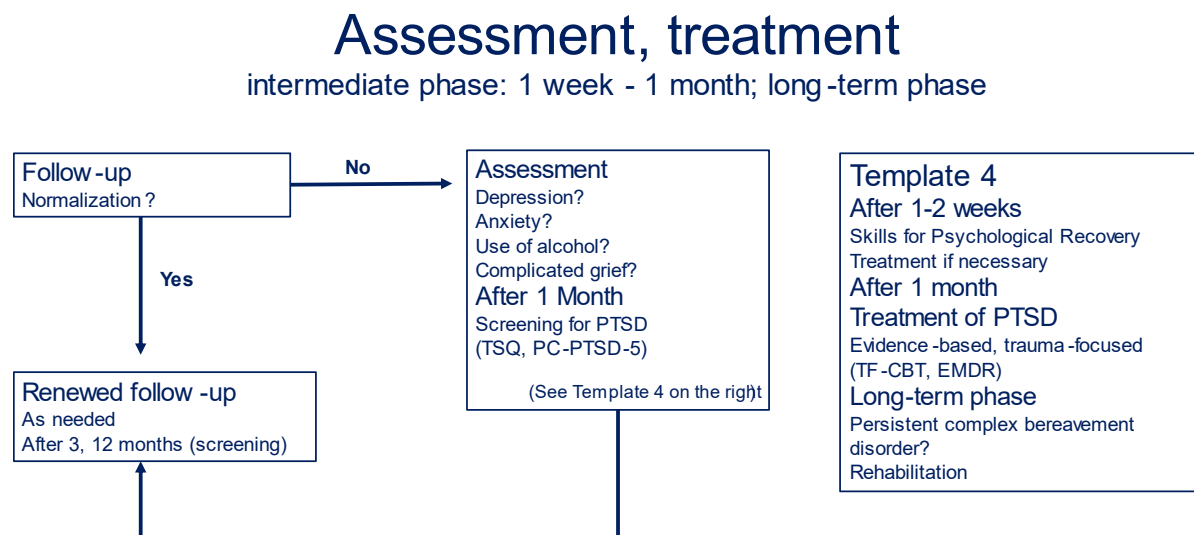 Assessment, treatment
intermediate phase: 1 week - 1 month; long-term phase
Follow-up
Normalization?
No
Yes
Renewed follow-up
As needed
After 3, 12 months (screening)
Assessment
Depression?
Anxiety?
Use of alcohol?
Complicated grief?
After 1 Month
Screening for PTSD
(TSQ, PC-PTSD-5)
(See Template 4 on the right)
Template 4
After 1-2 weeks
Skills for Psychological Recovery
Treatment if necessary
After 1 month
Treatment of PTSD
Evidence-based, trauma-focused
(TF-CBT, EMDR)
Long-term phase
Persistent complex bereavement
disorder?
Rehabilitation